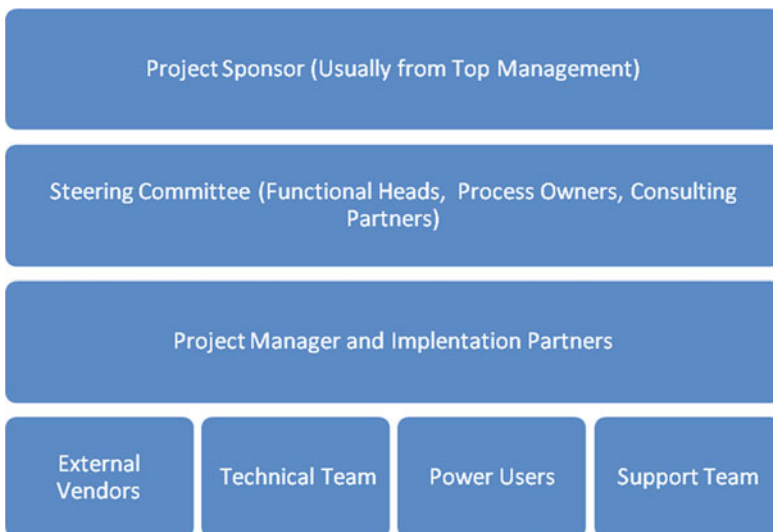 Project Sponsor (Usually from Top Management)
Steering Committee (Functional Heads, Process Owners, Consulting
Partners)
Project Manager and Implentation Partners
External
Vendors
Technical Team
Power Users
Support Team